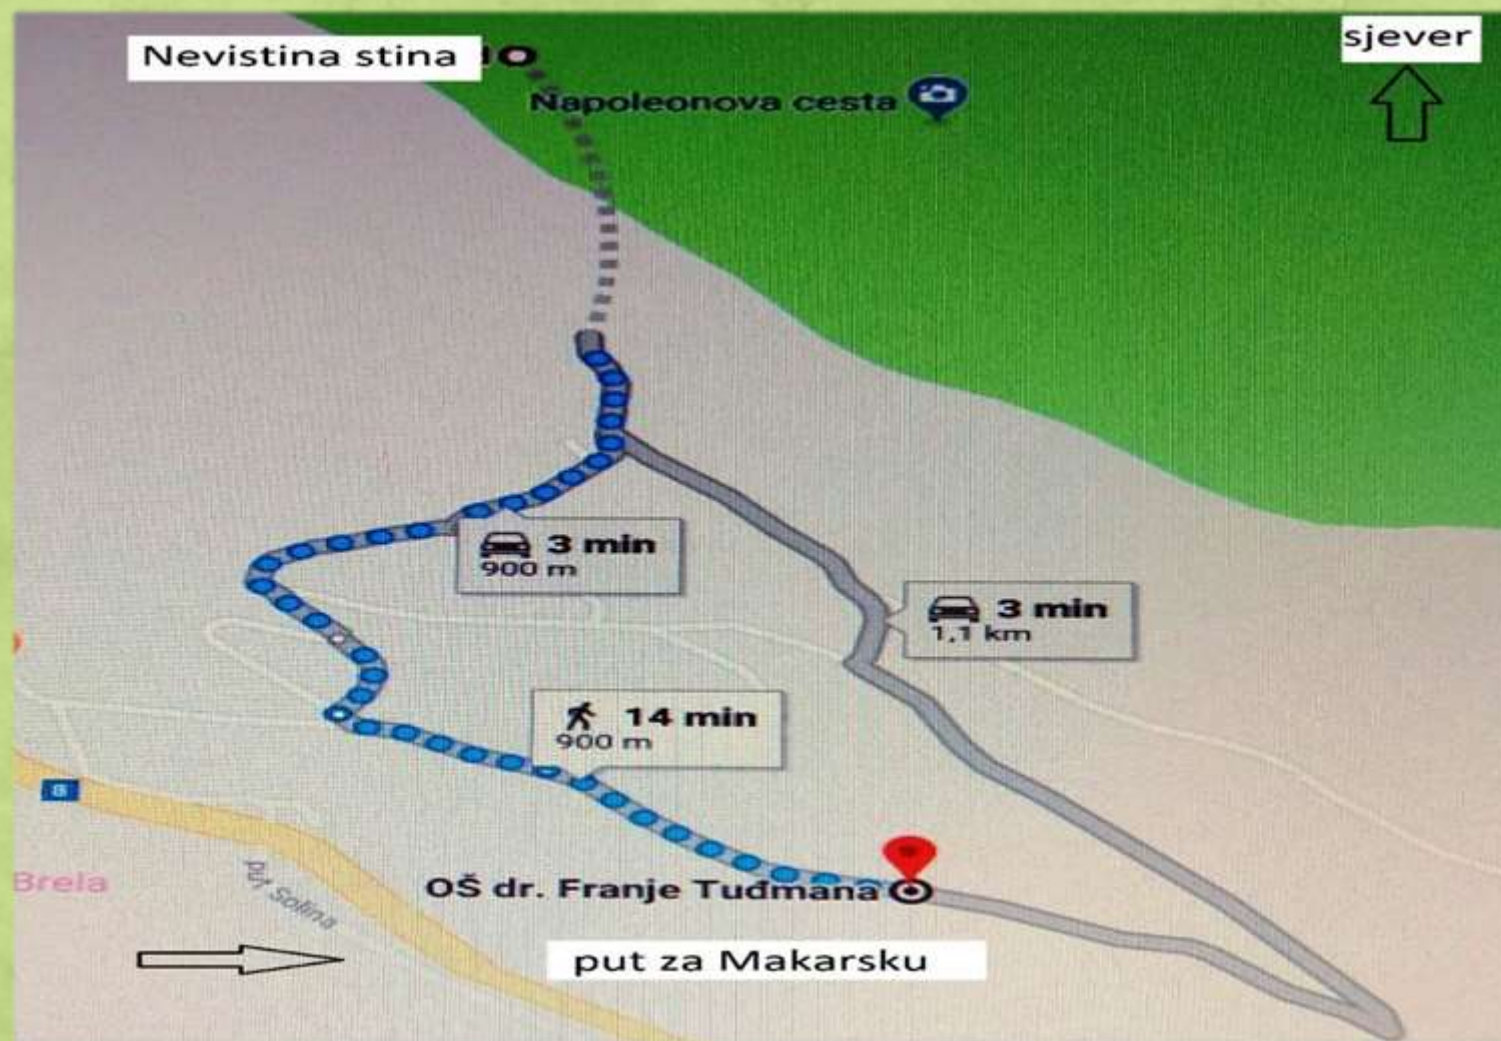 Nevistina stina
sjever
Napoleonova cesta
3 min
900 m
3 min
1,1 km
14 min
900 m
8
Brela
Put Solina
OŠ dr. Franje Tuđmana
put za Makarsku